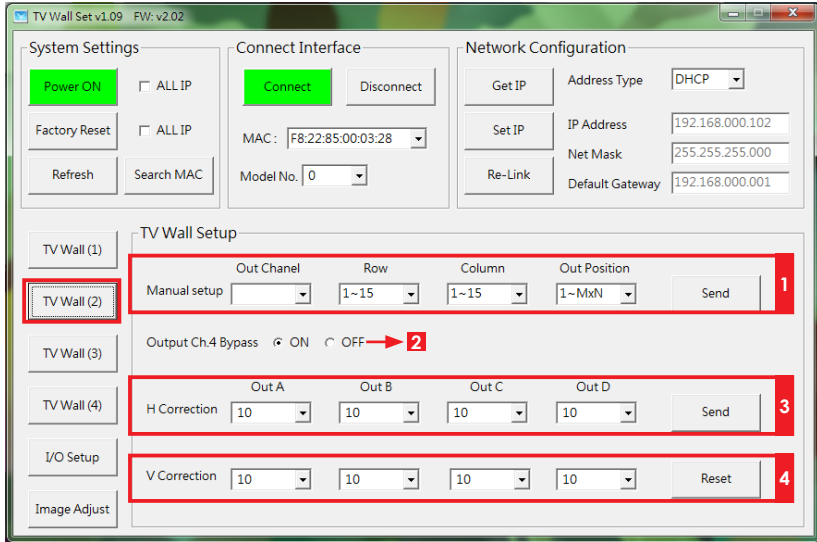 TV Wall Set v1.09 FW: v2.02
System Settings
Power ON ALL IP
Factory Reset ALL IP
Refresh Search MAC
Connect Interface
Connect Disconnect
MAC : F8:22:85:00:03:28
Model No. 0
Network Configuration
Get IP Address Type DHCP
Set IP IP Address 192.168.000.102
Net Mask 255.255.255.000
Re-Link Default Gateway 192.168.000.001
TV Wall (1)
TV Wall (2)
TV Wall (3)
TV Wall (4)
I/O Setup
Image Adjust
TV Wall Setup
Out Chanel Row Column Out Position
Manual setup 1~15 1~15 1~MxN Send 1
Output Ch.4 Bypass ON OFF 2
Out A Out B Out C Out D
H Correction 10 10 10 10 Send 3
V Correction 10 10 10 10 Reset 4